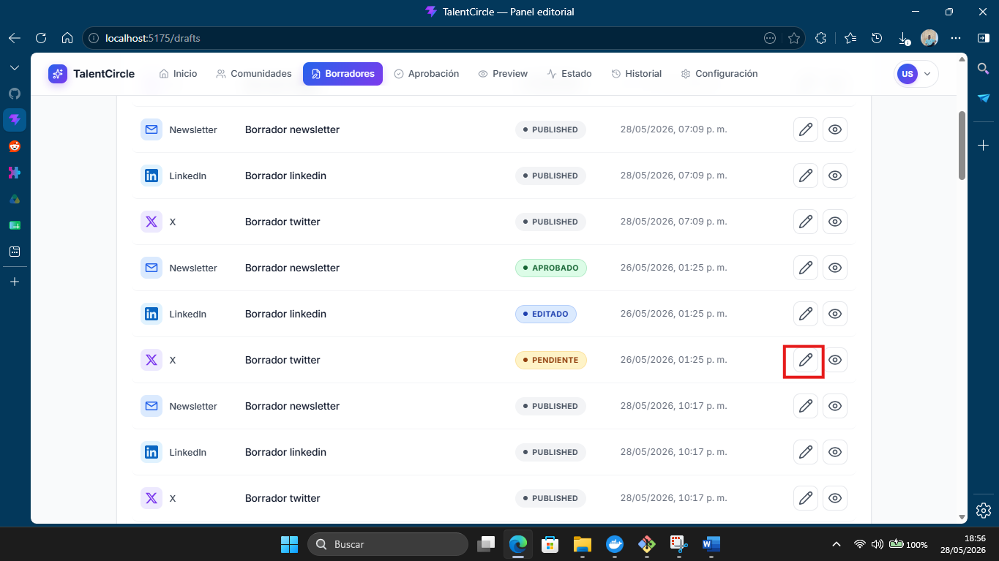 TalentCircle — Panel editorial
localhost:5175/drafts
TalentCircle
Inicio
Comunidades
Borradores
Aprobación
Preview
Estado
Historial
Configuración
US
Newsletter Borrador newsletter PUBLISHED 28/05/2026, 07:09 p. m.
LinkedIn Borrador linkedin PUBLISHED 28/05/2026, 07:09 p. m.
X Borrador twitter PUBLISHED 28/05/2026, 07:09 p. m.
Newsletter Borrador newsletter APROBADO 26/05/2026, 01:25 p. m.
LinkedIn Borrador linkedin EDITADO 26/05/2026, 01:25 p. m.
X Borrador twitter PENDIENTE 26/05/2026, 01:25 p. m.
Newsletter Borrador newsletter PUBLISHED 28/05/2026, 10:17 p. m.
LinkedIn Borrador linkedin PUBLISHED 28/05/2026, 10:17 p. m.
X Borrador twitter PUBLISHED 28/05/2026, 10:17 p. m.
Buscar
100%
18:56
28/05/2026